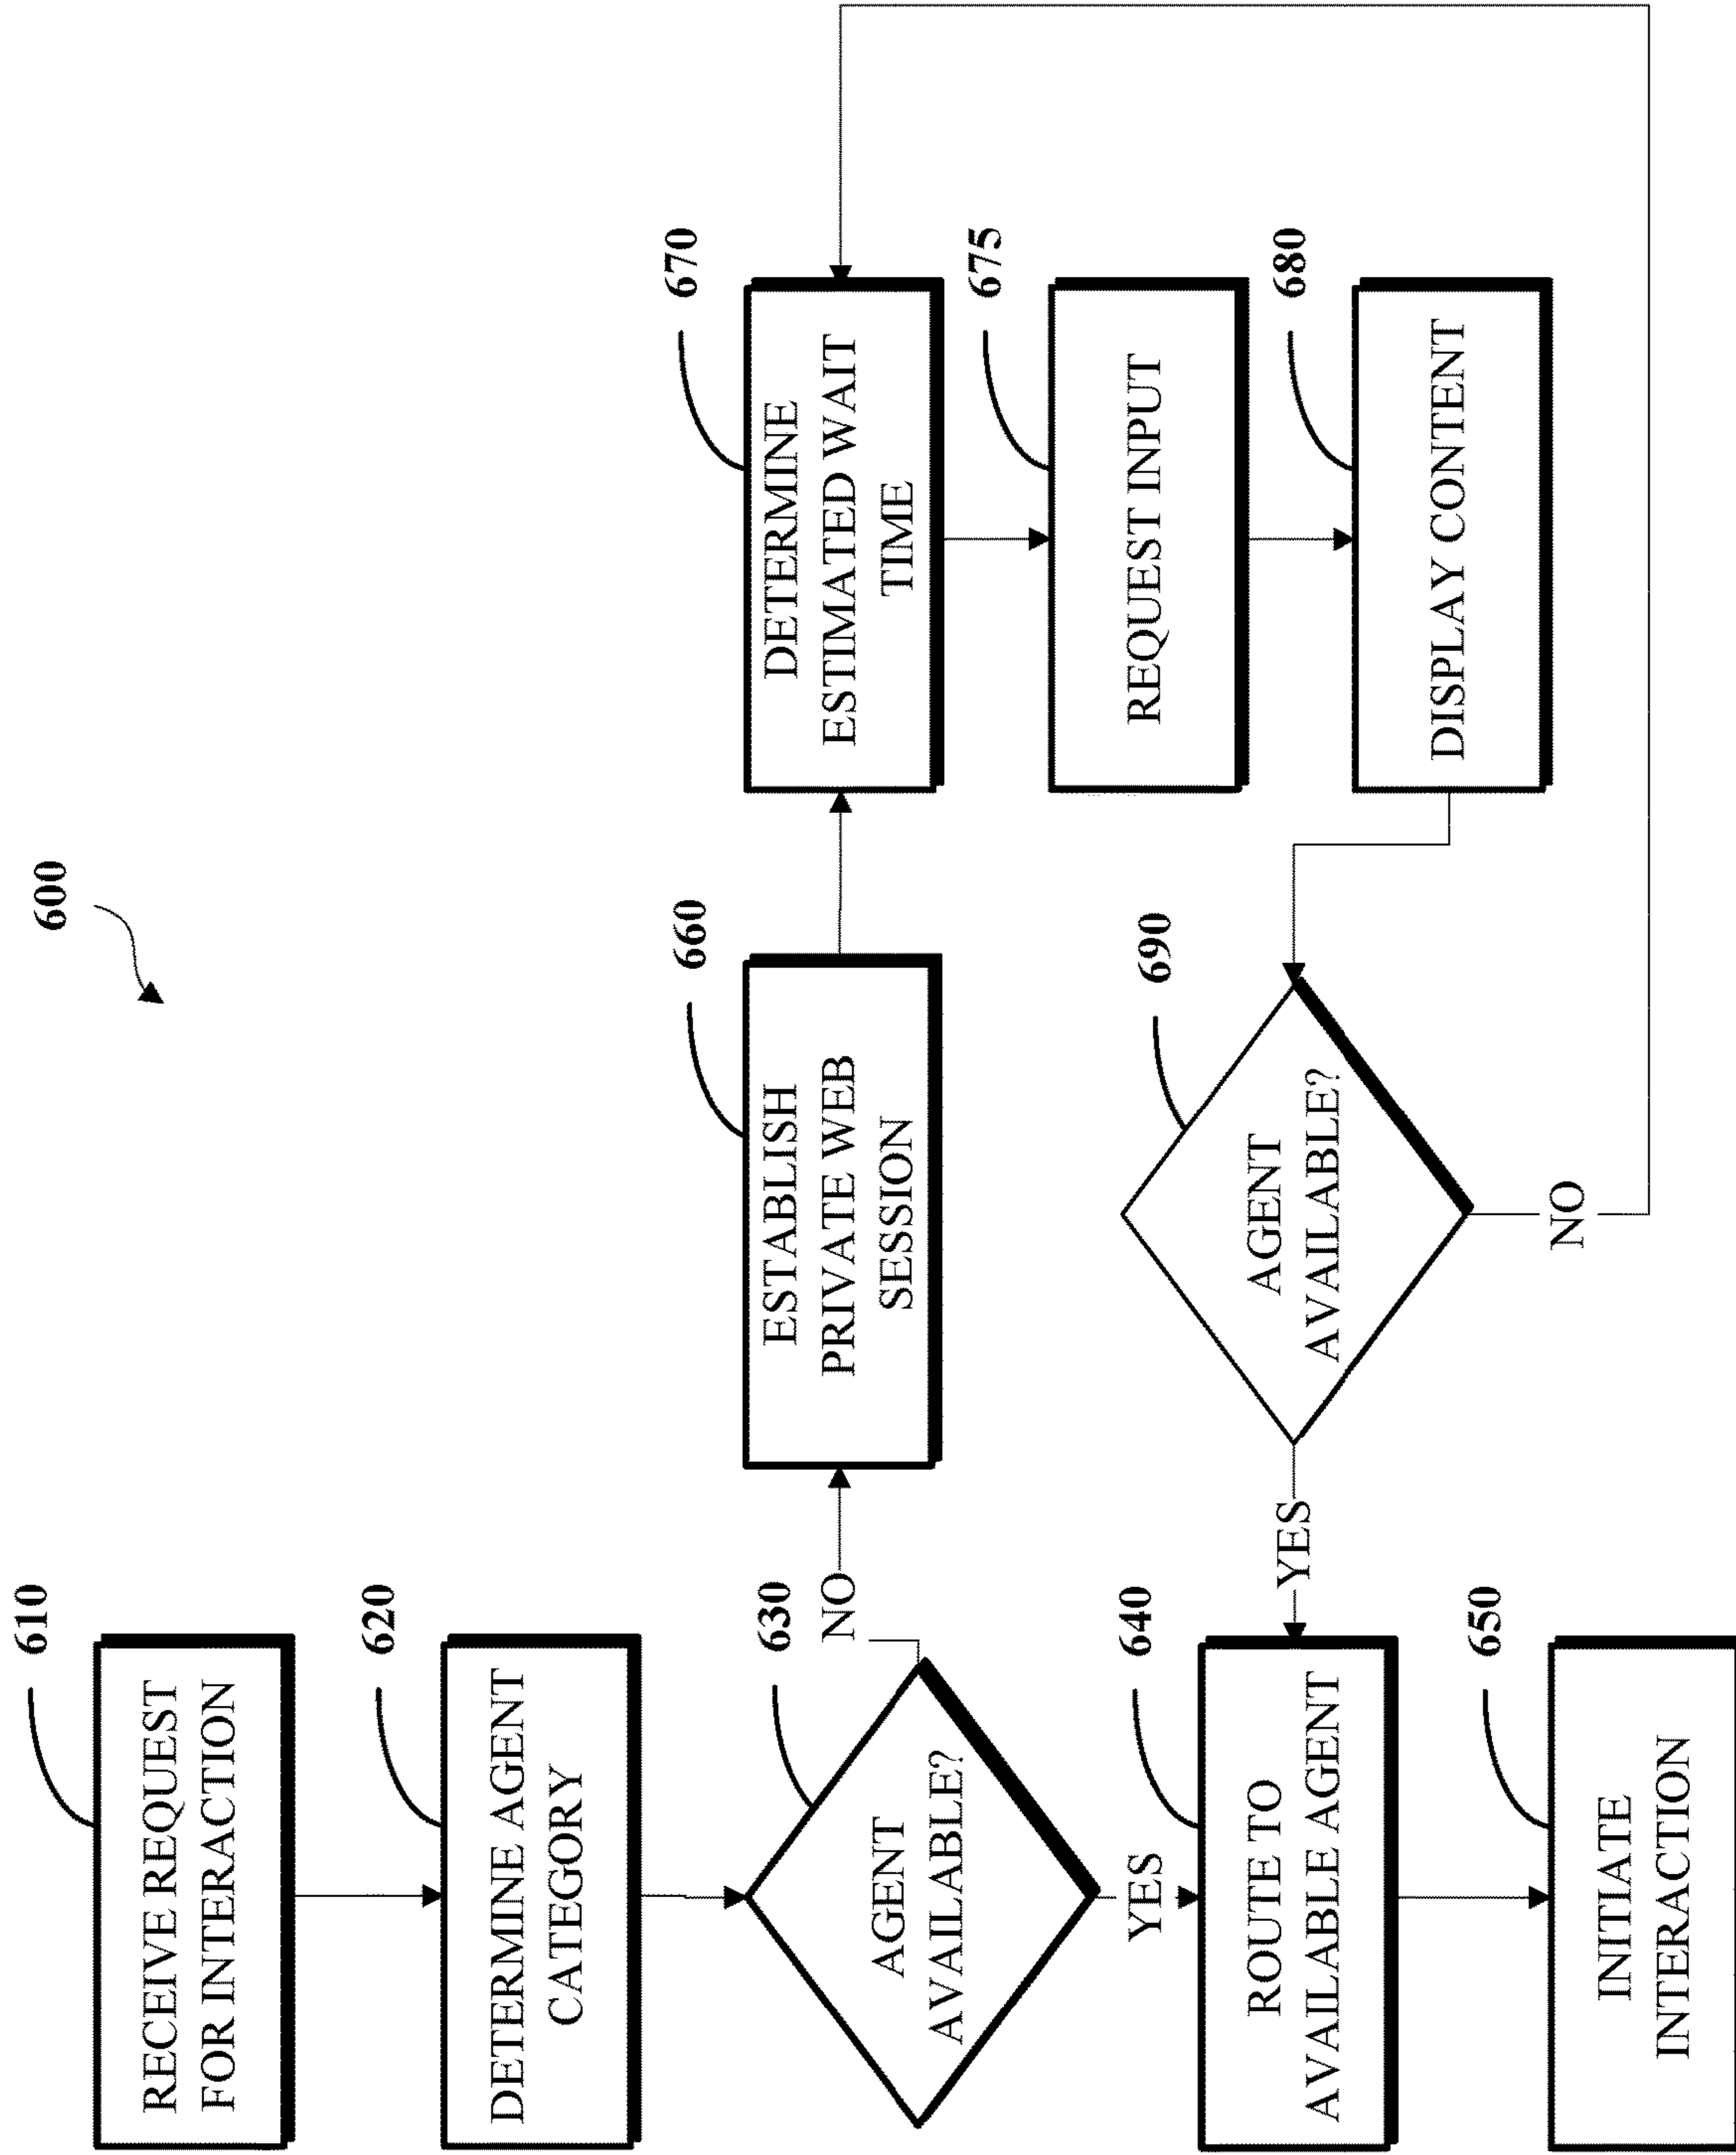 600
610
RECEIVE REQUEST
FOR INTERACTION
620
DETERMINE AGENT
CATEGORY
630
AGENT
AVAILABLE?
NO
YES
640
ROUTE TO
AVAILABLE AGENT
650
INITIATE
INTERACTION
660
ESTABLISH
PRIVATE WEB
SESSION
670
DETERMINE
ESTIMATED WAIT
TIME
675
REQUEST INPUT
680
DISPLAY CONTENT
690
AGENT
AVAILABLE?
YES
NO